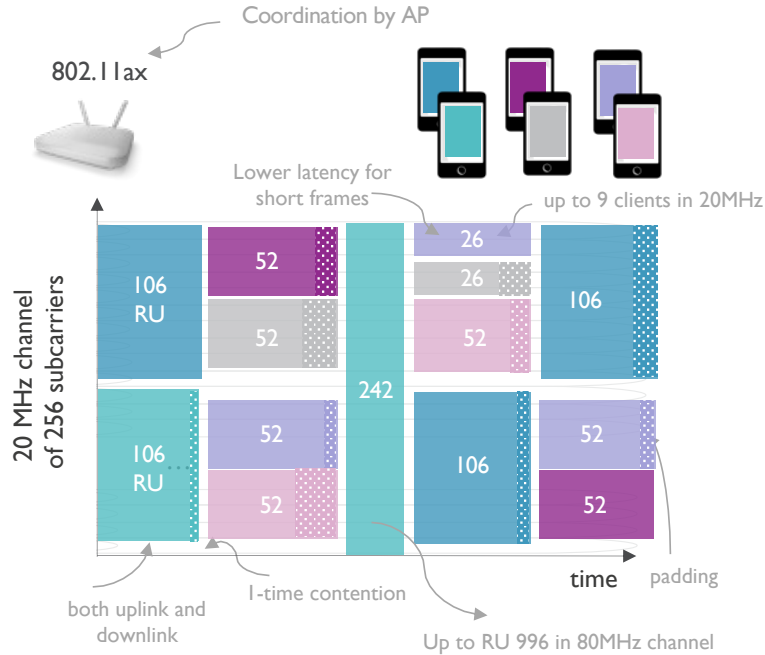 Coordination by AP
802.11ax
Lower latency for
short frames
up to 9 clients in 20MHz
20 MHz channel
of 256 subcarriers
106
RU
52
52
242
26
26
52
106
106
RU
52
52
106
52
52
time
padding
both uplink and
downlink
1-time contention
Up to RU 996 in 80MHz channel